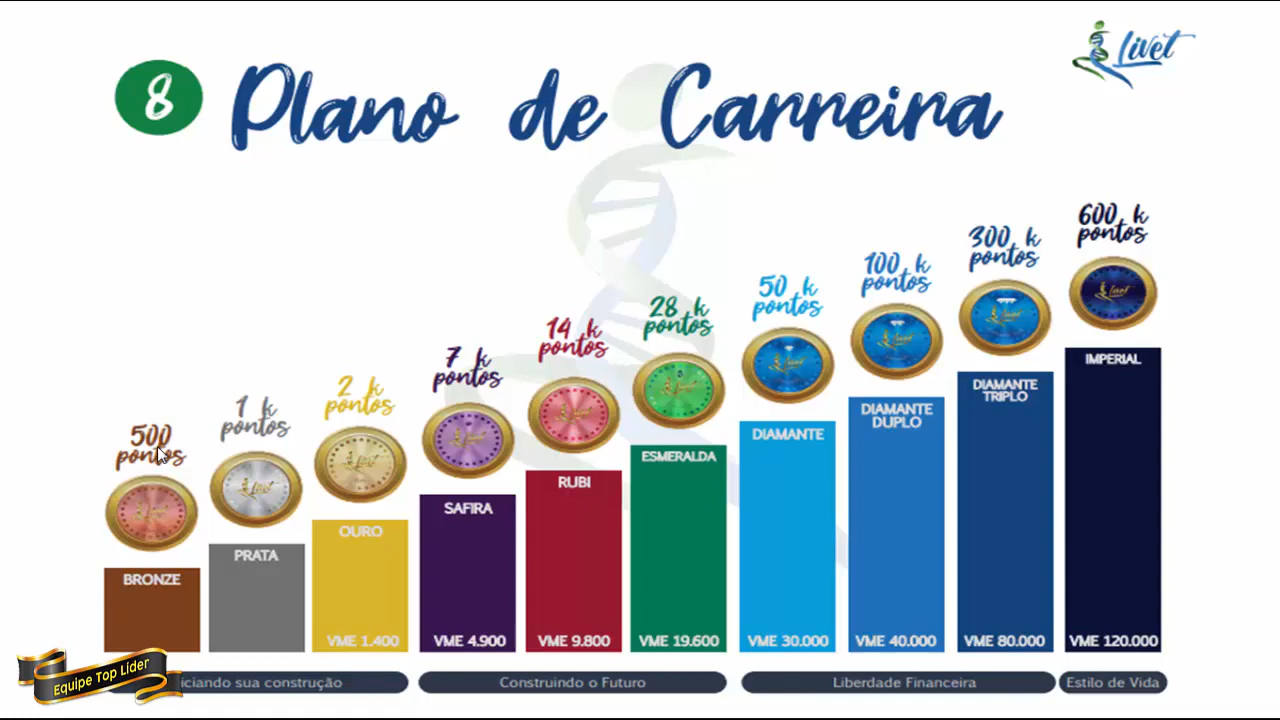 8 Plano de Carreira
Livet
500
pontos
BRONZE
1 k
pontos
PRATA
2 k
pontos
OURO
VME 1.400
7 k
pontos
SAFIRA
VME 4.900
14 k
pontos
RUBI
VME 9.800
28 k
pontos
ESMERALDA
VME 19.600
50 k
pontos
DIAMANTE
VME 30.000
100 k
pontos
DIAMANTE
DUPLO
VME 40.000
300 k
pontos
DIAMANTE
TRIPLO
VME 80.000
600 k
pontos
Livet
IMPERIAL
VME 120.000
Equipe Top Líder
iciando sua construção
Construindo o Futuro
Liberdade Financeira
Estilo de Vida